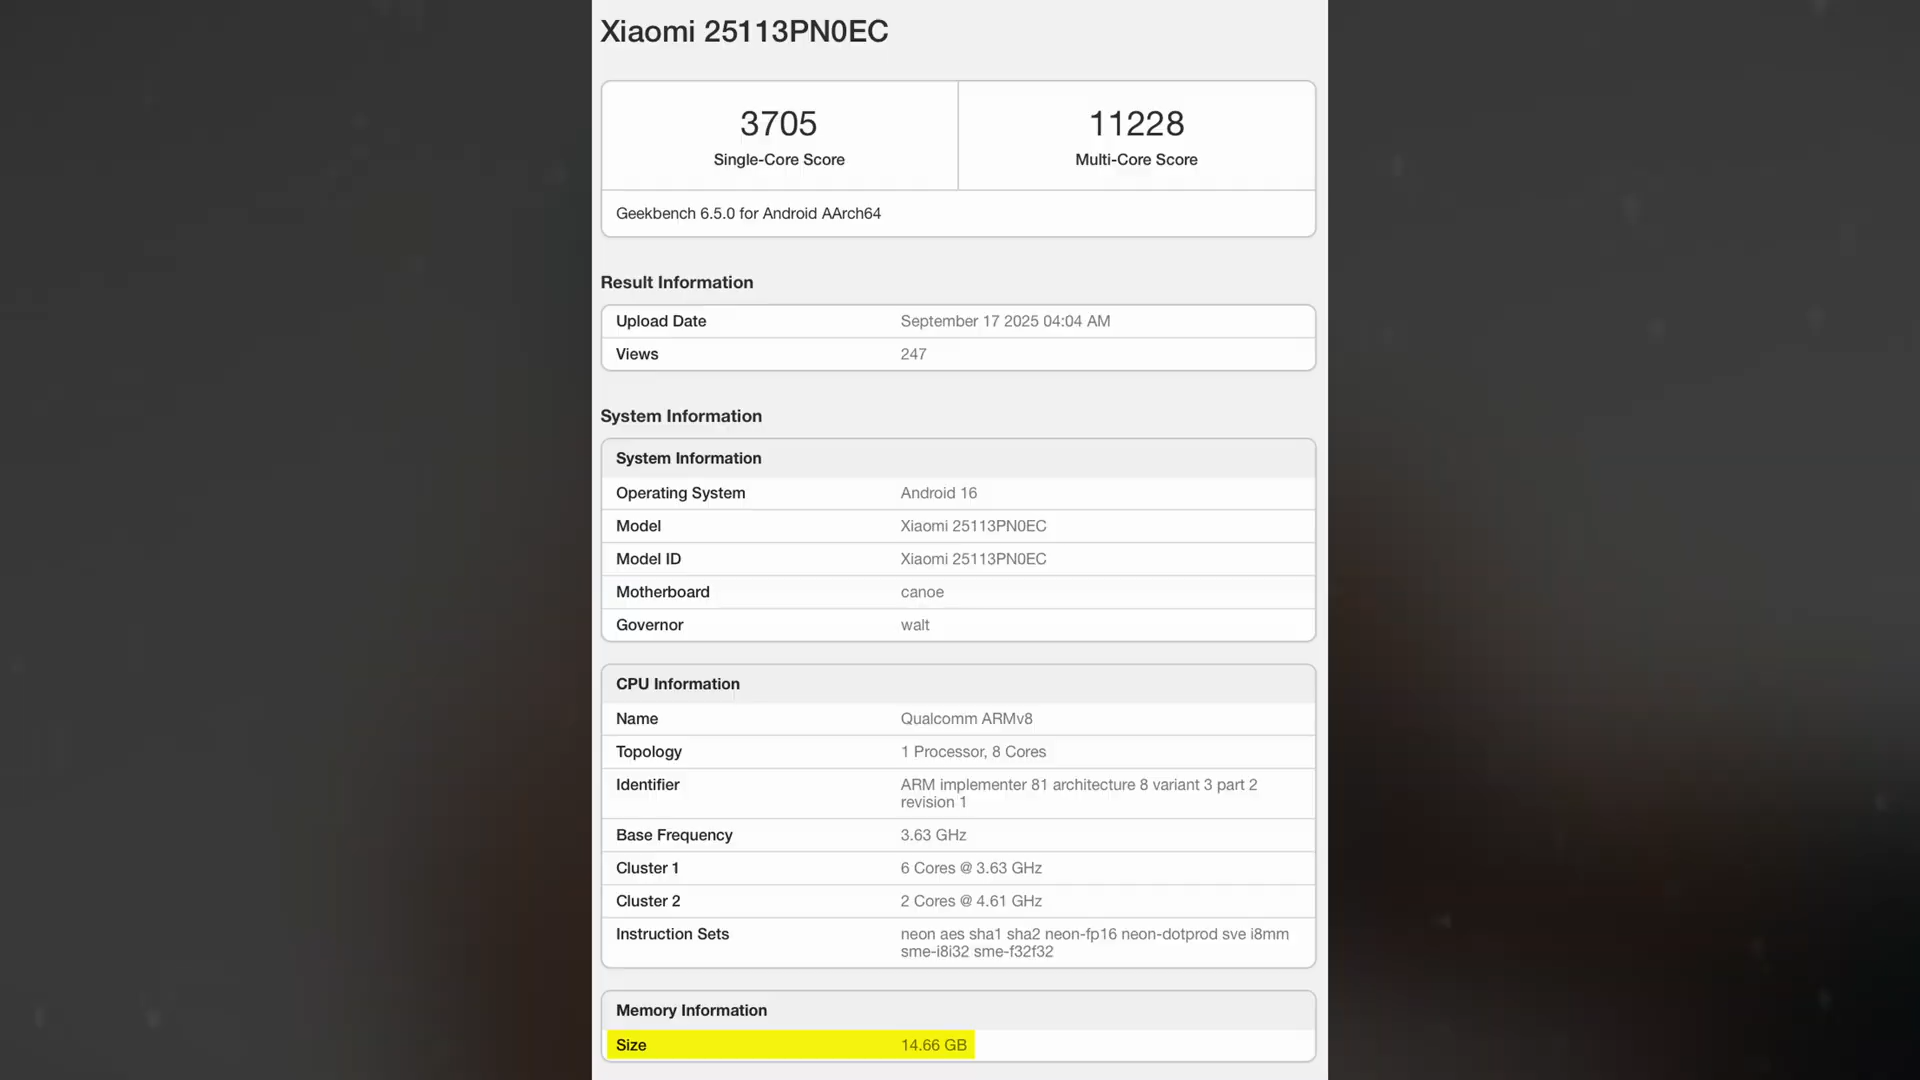 Xiaomi 25113PN0EC
3705
Single-Core Score
11228
Multi-Core Score
Geekbench 6.5.0 for Android AArch64
Result Information
Upload Date September 17 2025 04:04 AM
Views 247
System Information
System Information
Operating System Android 16
Model Xiaomi 25113PN0EC
Model ID Xiaomi 25113PN0EC
Motherboard canoe
Governor walt
CPU Information
Name Qualcomm ARMv8
Topology 1 Processor, 8 Cores
Identifier ARM implementer 81 architecture 8 variant 3 part 2
revision 1
Base Frequency 3.63 GHz
Cluster 1 6 Cores @ 3.63 GHz
Cluster 2 2 Cores @ 4.61 GHz
Instruction Sets neon aes sha1 sha2 neon-fp16 neon-dotprod sve i8mm
sme-i8i32 sme-f32f32
Memory Information
Size 14.66 GB